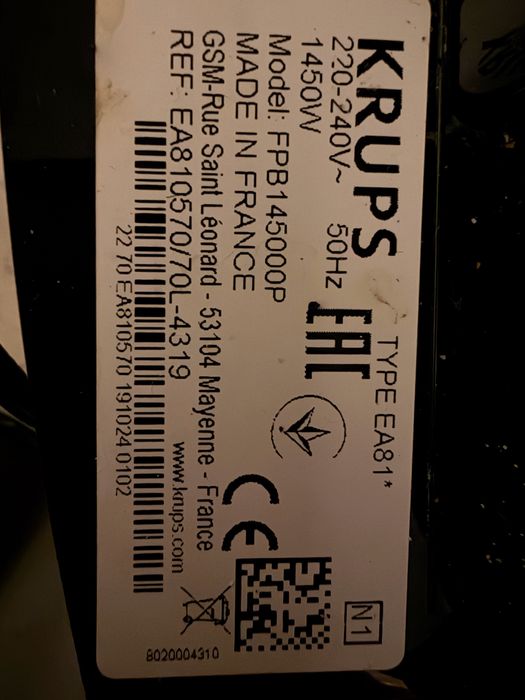 KRUPS TYPE EA81*
220-240V~ 50Hz
1450W
N1
Model: FPB145000P
MADE IN FRANCE
GSM-Rue Saint Léonard - 53104 Mayenne - France
REF: EA810570/70L-4319
www.krups.com
22 70 EA810570 191024 0102
8020004310
EAC
CE